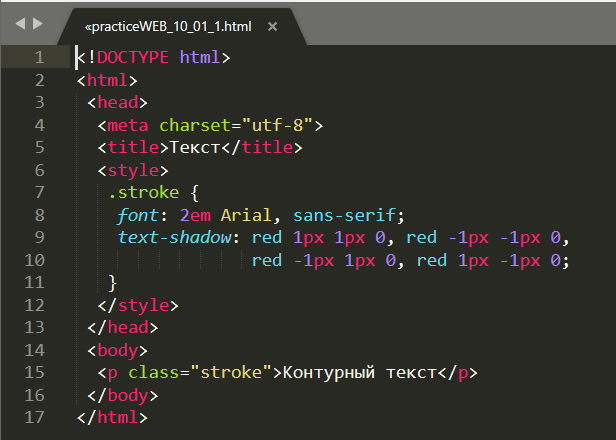 «practiceWEB_10_01_1.html ×
1 <!DOCTYPE html>
2 <html>
3 <head>
4 <meta charset="utf-8">
5 <title>Текст</title>
6 <style>
7 .stroke {
8 font: 2em Arial, sans-serif;
9 text-shadow: red 1px 1px 0, red -1px -1px 0,
10 red -1px 1px 0, red 1px -1px 0;
11 }
12 </style>
13 </head>
14 <body>
15 <p class="stroke">Контурный текст</p>
16 </body>
17 </html>